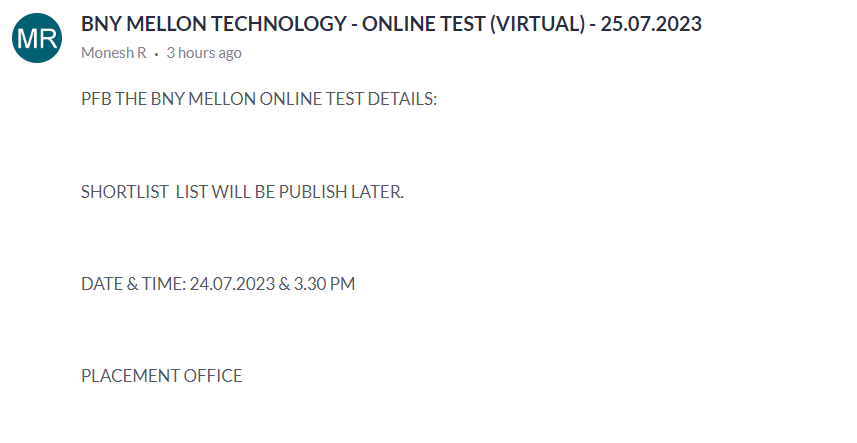 MR
BNY MELLON TECHNOLOGY - ONLINE TEST (VIRTUAL) - 25.07.2023
Monesh R • 3 hours ago
PFB THE BNY MELLON ONLINE TEST DETAILS:
SHORTLIST  LIST WILL BE PUBLISH LATER.
DATE & TIME: 24.07.2023 & 3.30 PM
PLACEMENT OFFICE